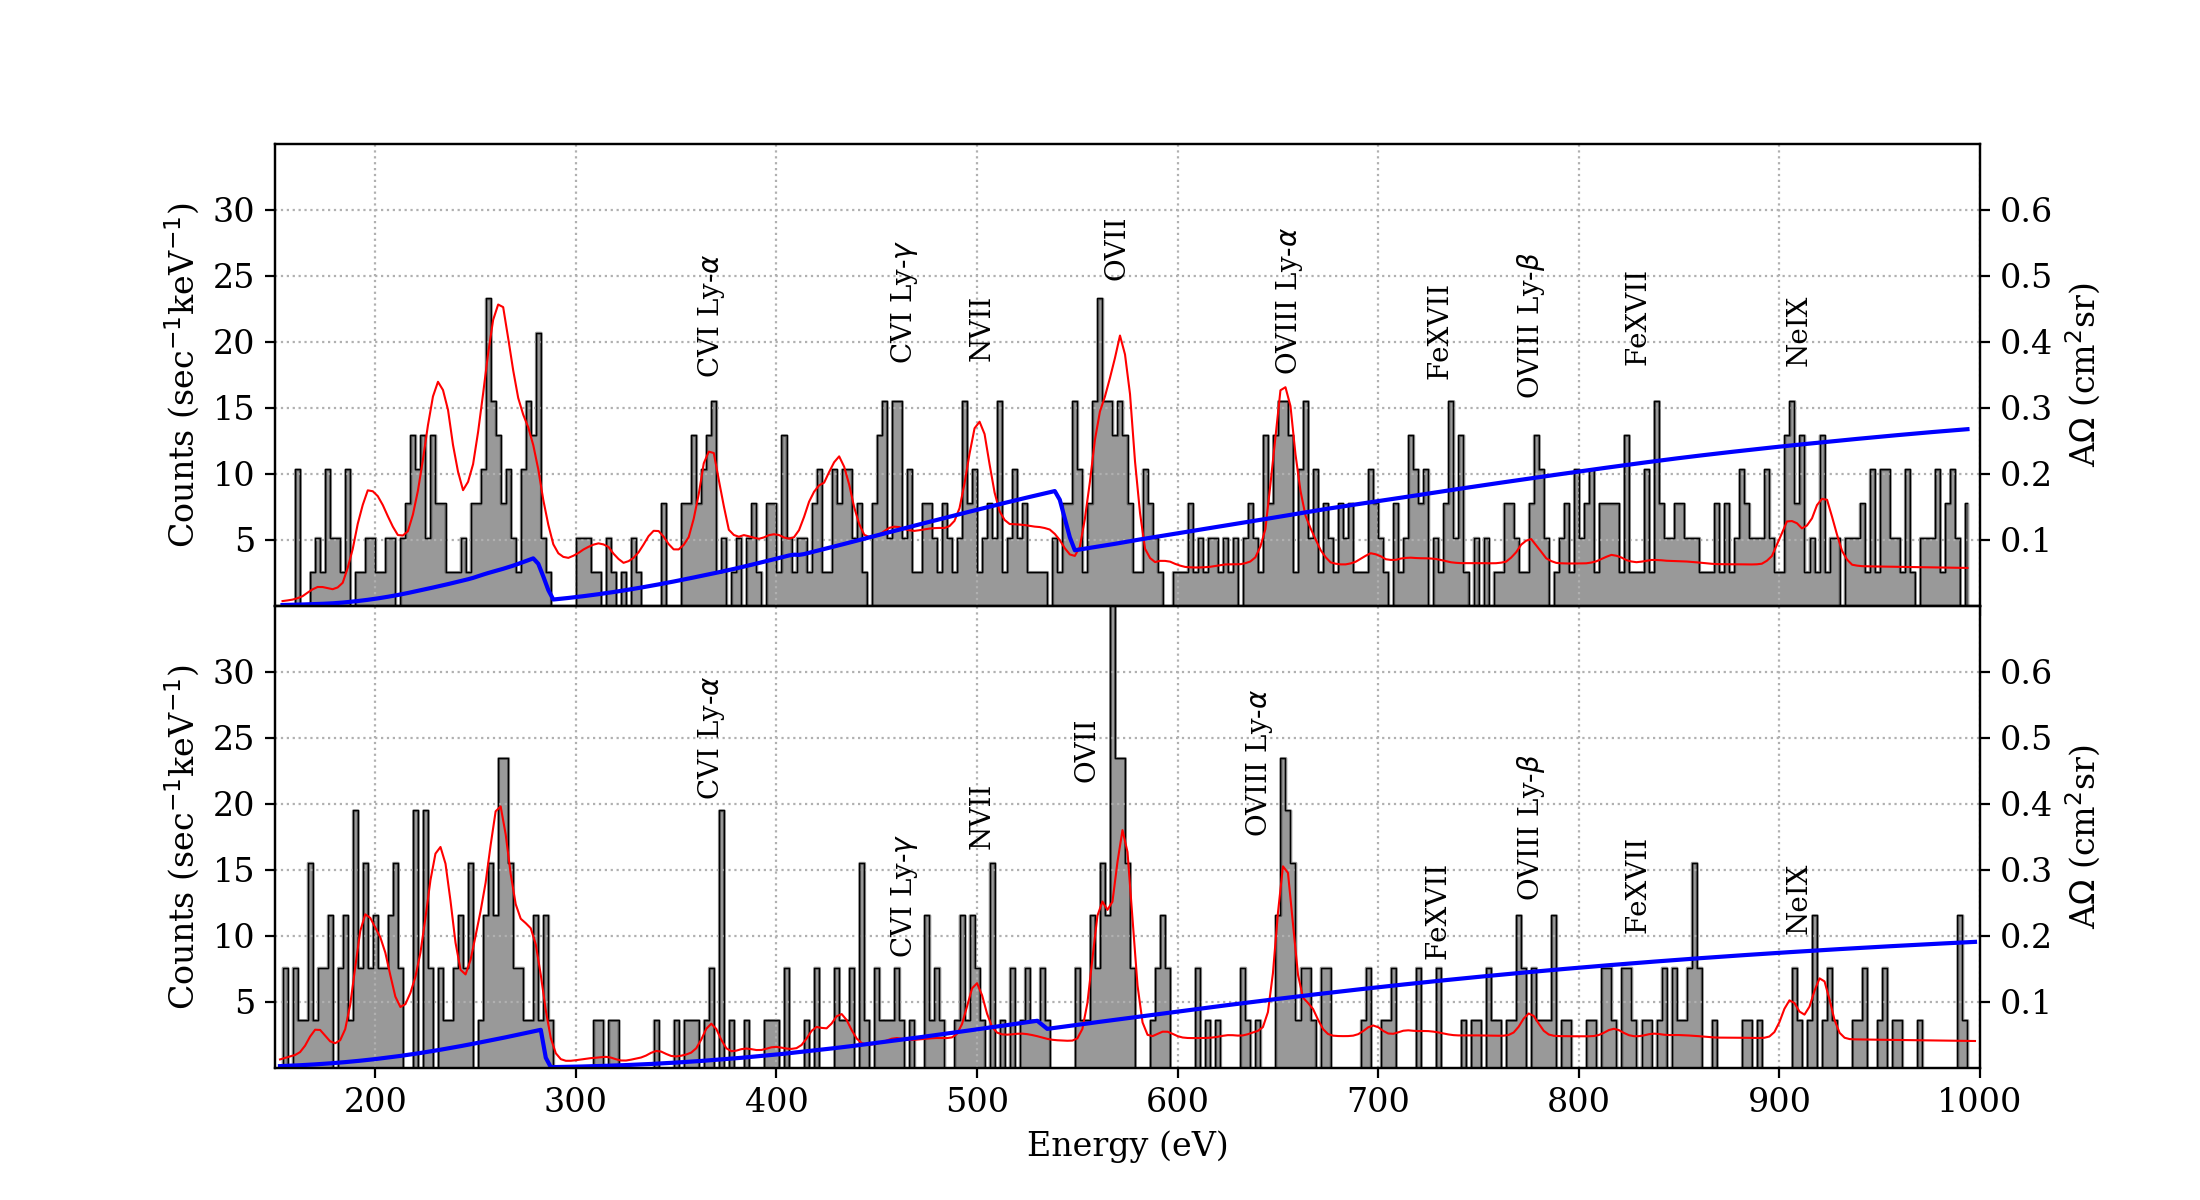 Counts (sec⁻¹keV⁻¹)
30
25
20
15
10
5
CVI Ly-α
CVI Ly-γ
NVII
OVII
OVIII Ly-α
FeXVII
OVIII Ly-β
FeXVII
NeIX
0.6
0.5
0.4
0.3
0.2
0.1
AΩ (cm²sr)
Counts (sec⁻¹keV⁻¹)
30
25
20
15
10
5
CVI Ly-α
CVI Ly-γ
NVII
OVII
OVIII Ly-α
FeXVII
OVIII Ly-β
FeXVII
NeIX
0.6
0.5
0.4
0.3
0.2
0.1
AΩ (cm²sr)
200 300 400 500 600 700 800 900 1000
Energy (eV)